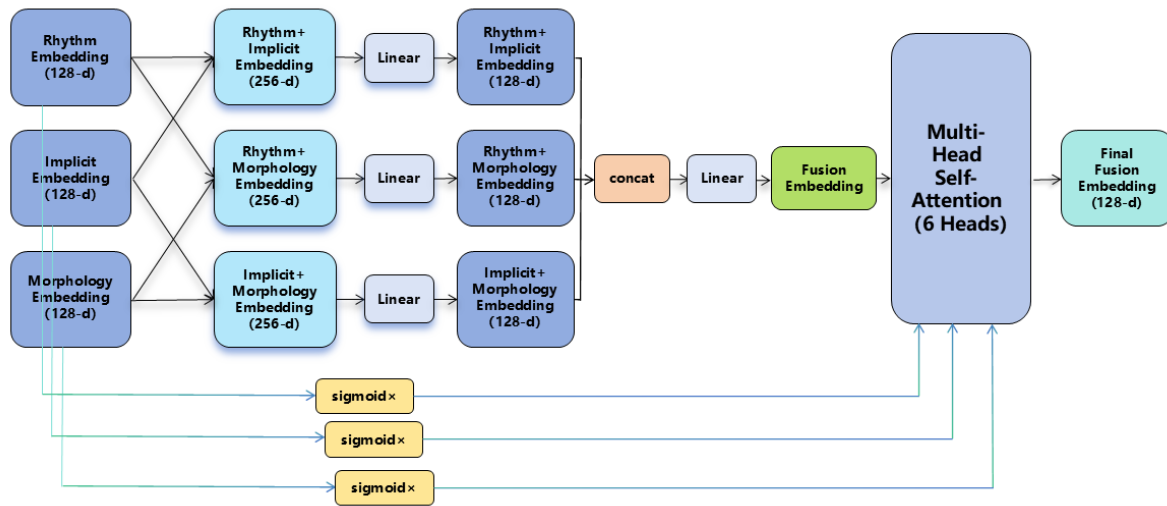 Rhythm
Embedding
(128-d)
Implicit
Embedding
(128-d)
Morphology
Embedding
(128-d)
Rhythm+
Implicit
Embedding
(256-d)
Rhythm+
Morphology
Embedding
(256-d)
Implicit+
Morphology
Embedding
(256-d)
Linear
Linear
Linear
Rhythm+
Implicit
Embedding
(128-d)
Rhythm+
Morphology
Embedding
(128-d)
Implicit+
Morphology
Embedding
(128-d)
concat
Linear
Fusion
Embedding
Multi-
Head
Self-
Attention
(6 Heads)
Final
Fusion
Embedding
(128-d)
sigmoid×
sigmoid×
sigmoid×